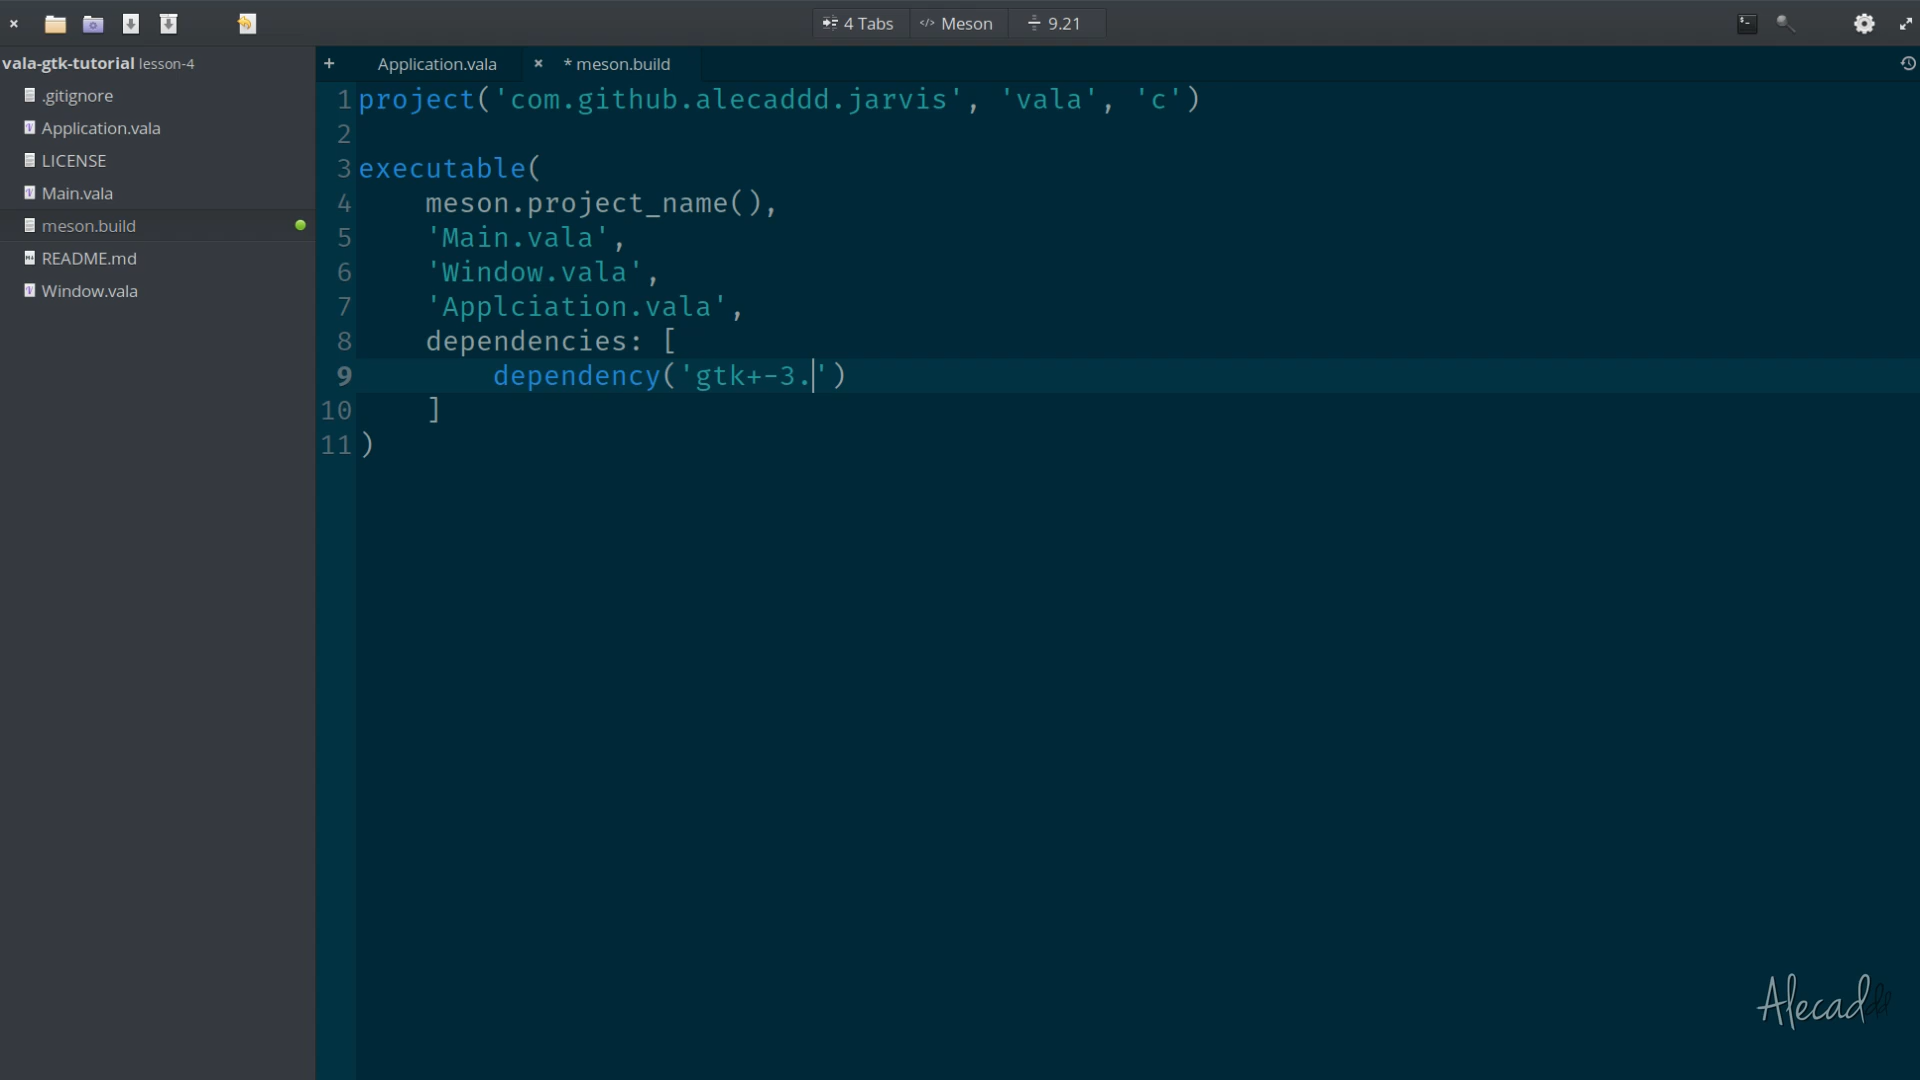 4 Tabs
</> Meson
9.21
vala-gtk-tutorial lesson-4
.gitignore
Application.vala
LICENSE
Main.vala
meson.build
README.md
Window.vala
+ Application.vala × * meson.build
1 project('com.github.alecaddd.jarvis', 'vala', 'c')
2
3 executable(
4 meson.project_name(),
5 'Main.vala',
6 'Window.vala',
7 'Applciation.vala',
8 dependencies: [
9 dependency('gtk+-3.')
10 ]
11 )
Alecaddd